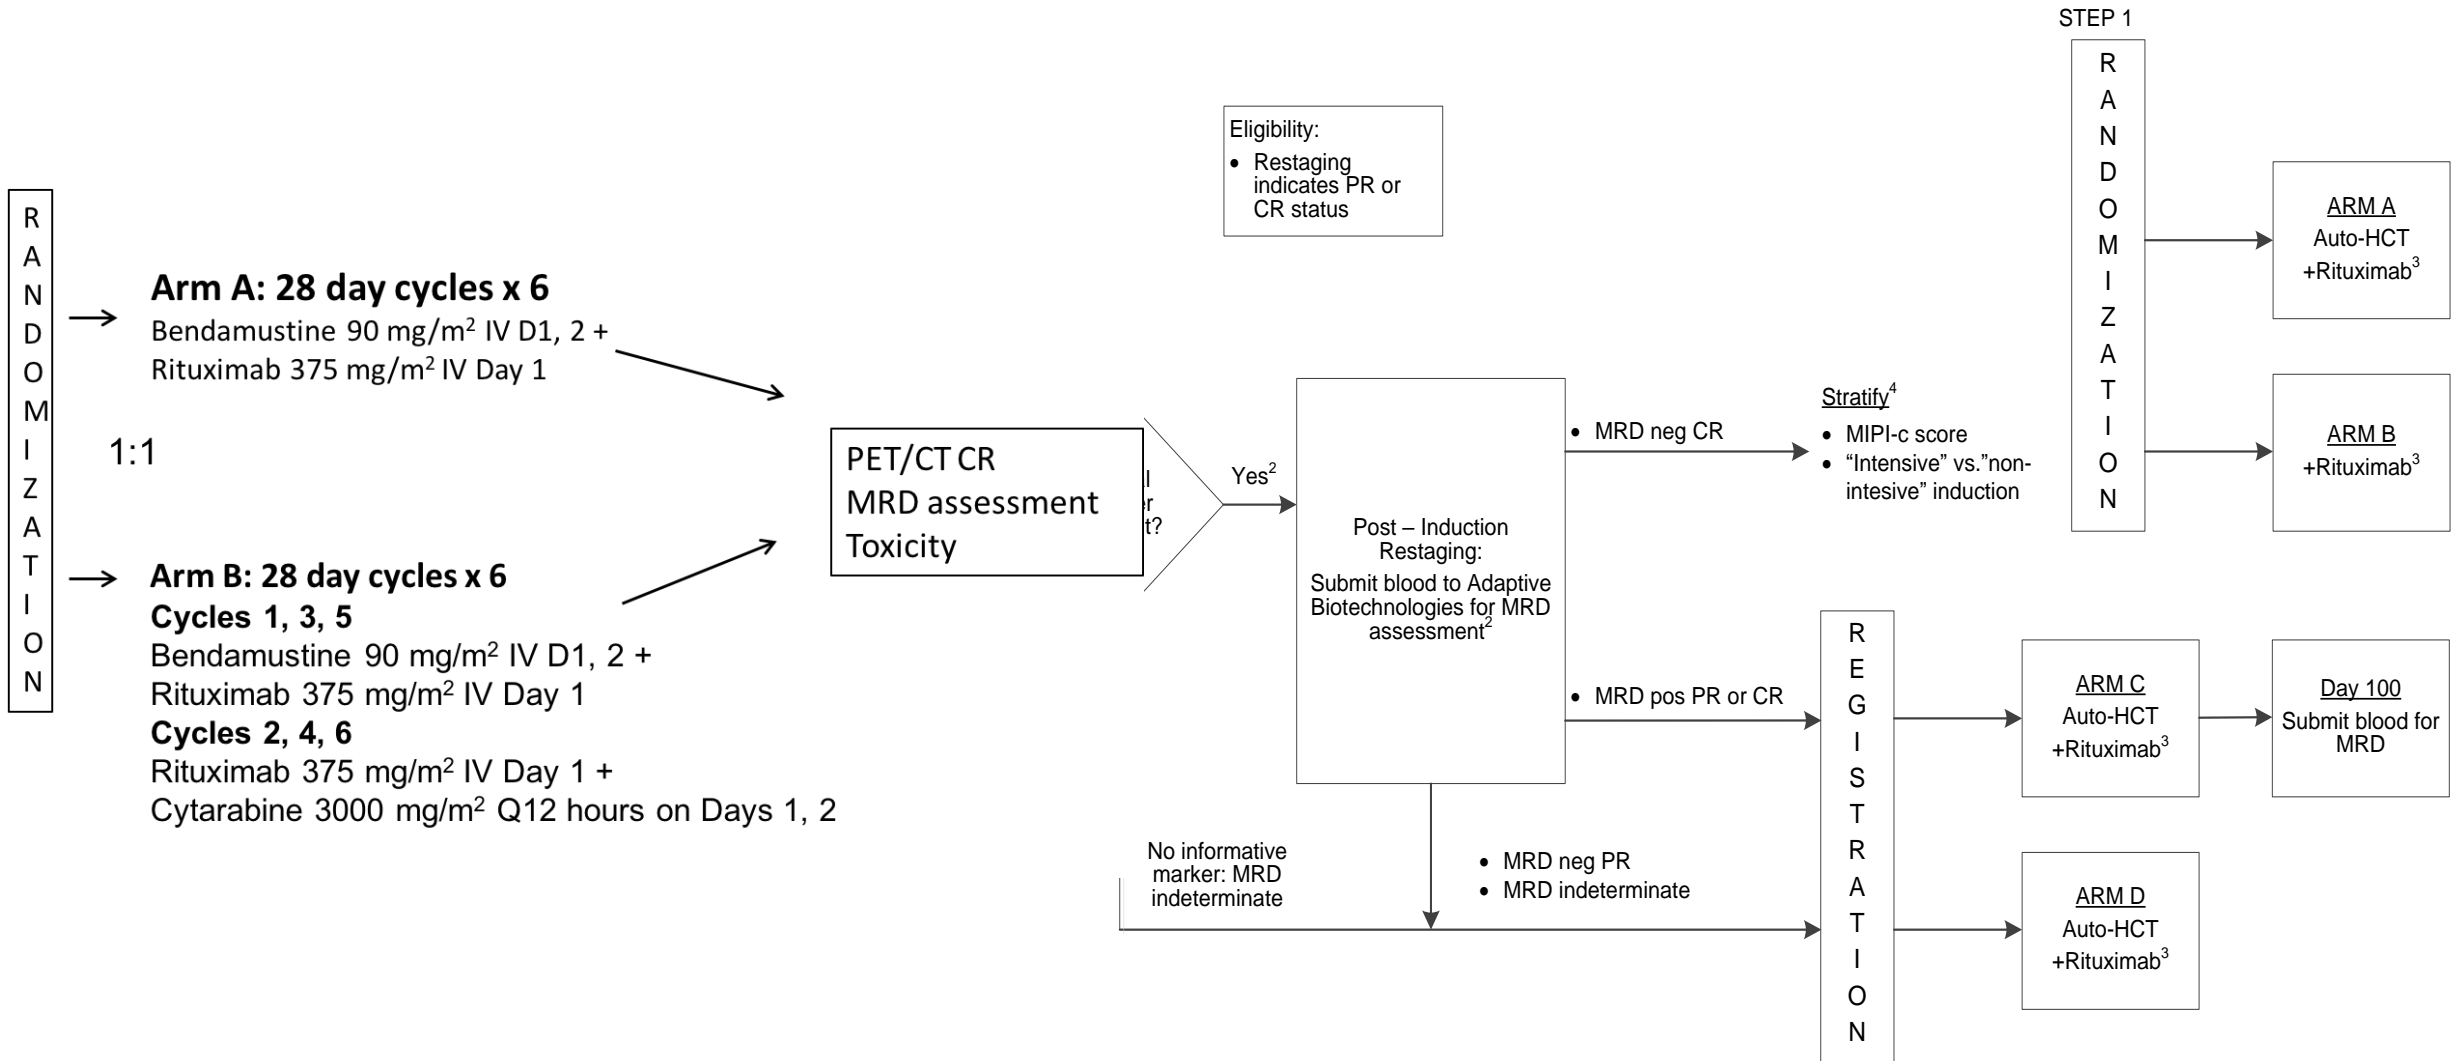 RANDOMIZATION
1:1
Arm A: 28 day cycles x 6
Bendamustine 90 mg/m² IV D1, 2 +
Rituximab 375 mg/m² IV Day 1
Arm B: 28 day cycles x 6
Cycles 1, 3, 5
Bendamustine 90 mg/m² IV D1, 2 +
Rituximab 375 mg/m² IV Day 1
Cycles 2, 4, 6
Rituximab 375 mg/m² IV Day 1 +
Cytarabine 3000 mg/m² Q12 hours on Days 1, 2
PET/CT CR
MRD assessment
Toxicity
Eligibility:
• Restaging
indicates PR or
CR status
Yes²
Post – Induction
Restaging:
Submit blood to Adaptive
Biotechnologies for MRD
assessment²
• MRD neg CR
Stratify⁴
• MIPI-c score
• “Intensive” vs.”non-
intesive” induction
STEP 1
RANDOMIZATION
ARM A
Auto-HCT
+Rituximab³
ARM B
+Rituximab³
• MRD pos PR or CR
No informative
marker: MRD
indeterminate
• MRD neg PR
• MRD indeterminate
REGISTRATION
ARM C
Auto-HCT
+Rituximab³
Day 100
Submit blood for
MRD
ARM D
Auto-HCT
+Rituximab³